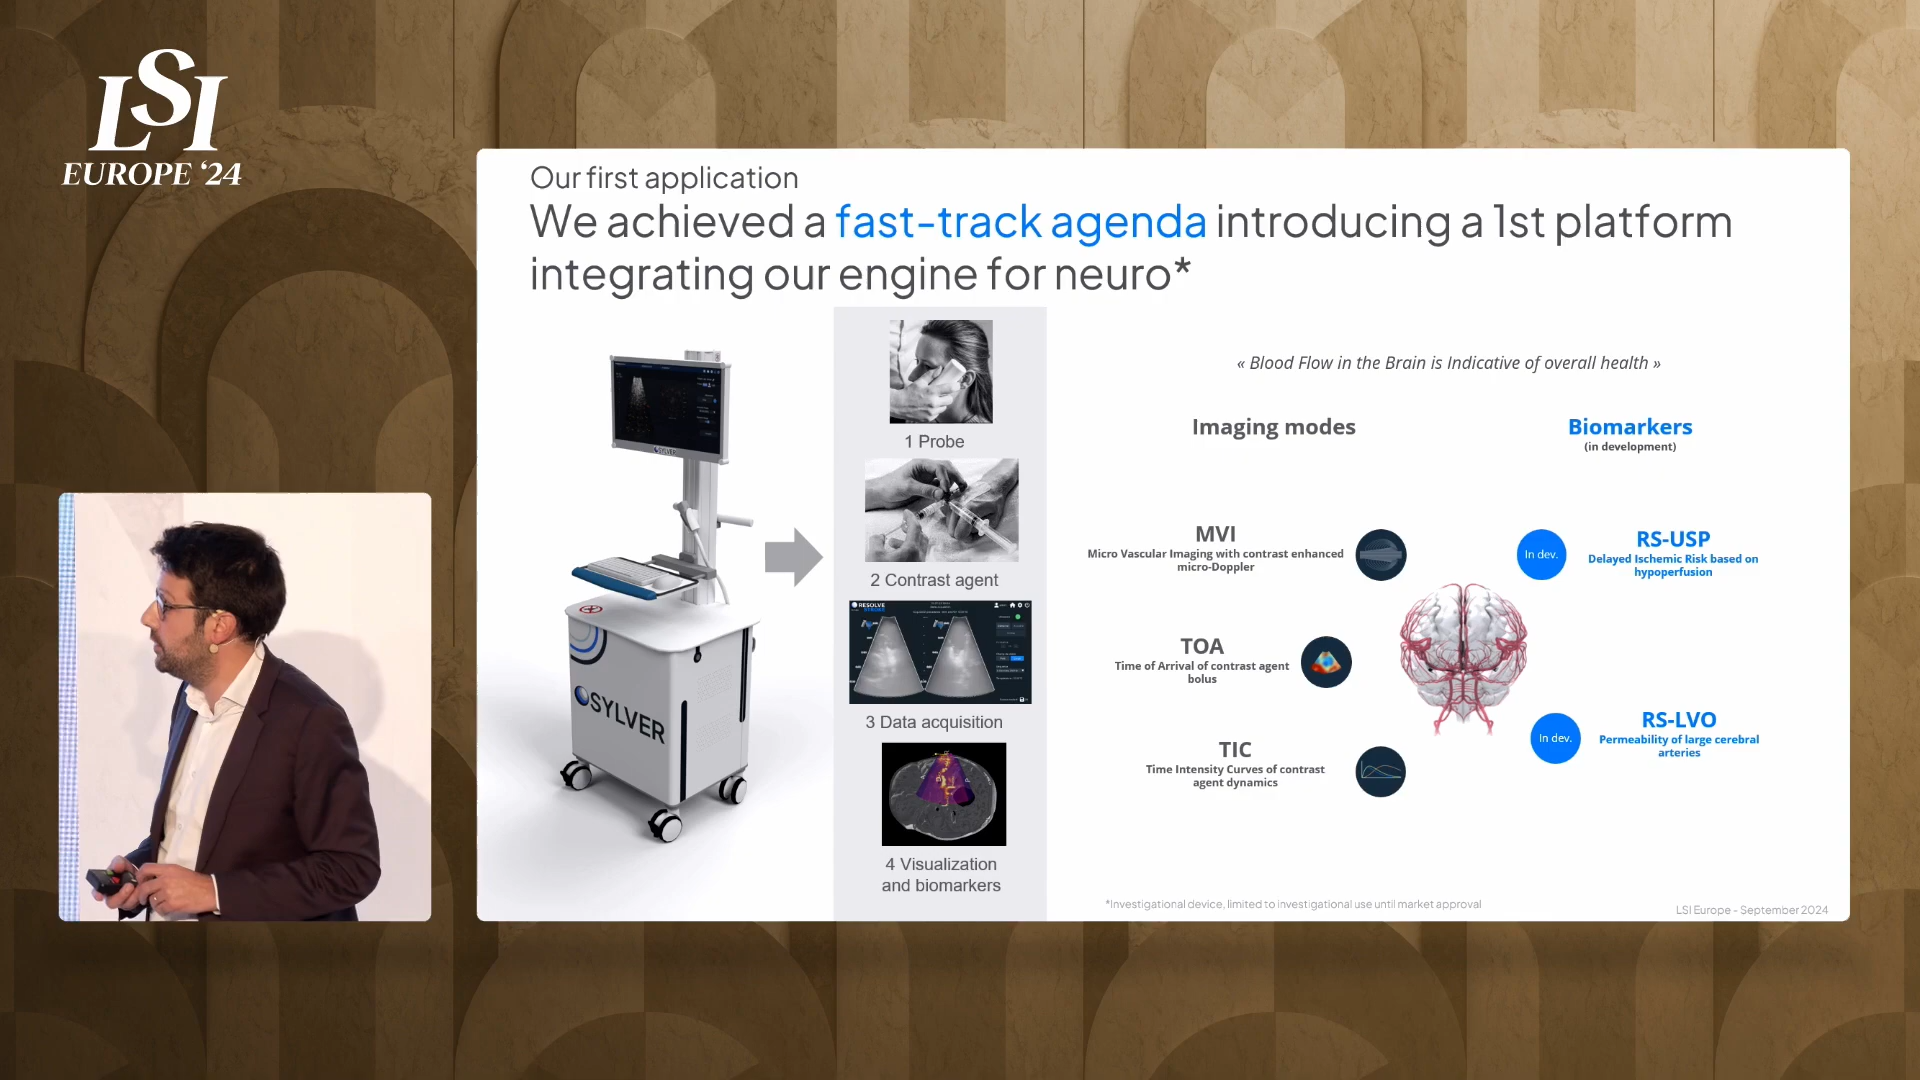 LSI
EUROPE ‘24
Our first application
We achieved a fast-track agenda introducing a 1st platform
integrating our engine for neuro*
SYLVER
SYLVER
1 Probe
2 Contrast agent
RESOLVE
STROKE
3 Data acquisition
4 Visualization
and biomarkers
« Blood Flow in the Brain is Indicative of overall health »
Imaging modes
Biomarkers
(in development)
MVI
Micro Vascular Imaging with contrast enhanced
micro-Doppler
TOA
Time of Arrival of contrast agent
bolus
TIC
Time Intensity Curves of contrast
agent dynamics
In dev.
RS-USP
Delayed Ischemic Risk based on
hypoperfusion
In dev.
RS-LVO
Permeability of large cerebral
arteries
*Investigational device, limited to investigational use until market approval
LSI Europe - September 2024